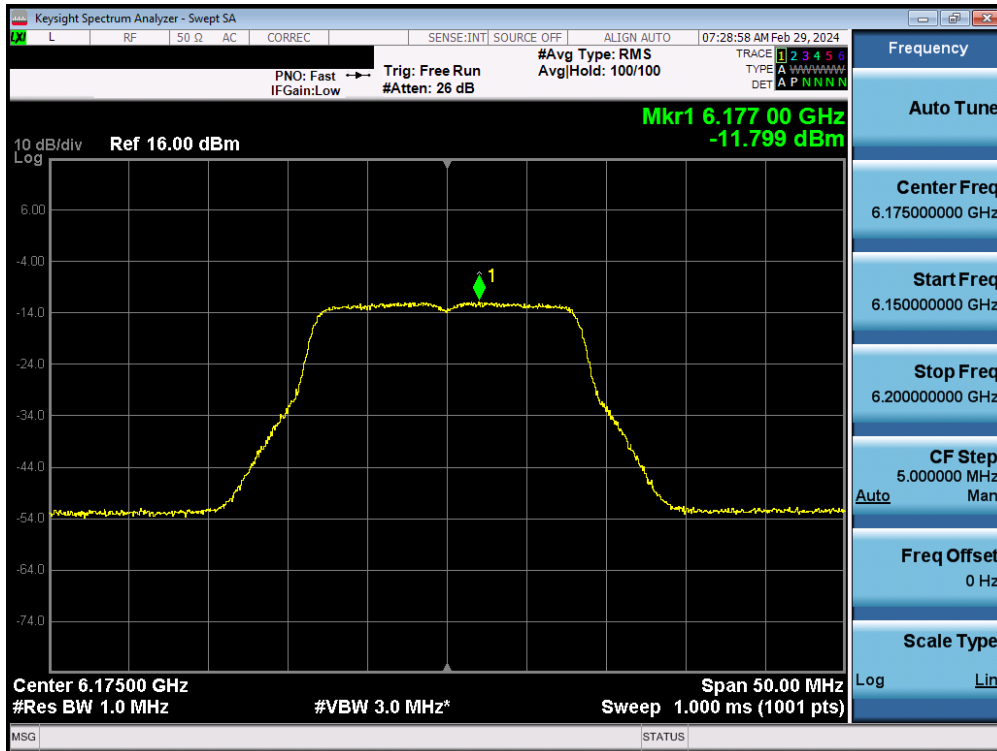 Keysight Spectrum Analyzer - Swept SA
LXI L RF 50 Ω AC CORREC SENSE:INT SOURCE OFF ALIGN AUTO 07:28:58 AM Feb 29, 2024
PNO: Fast
IFGain:Low
Trig: Free Run
#Atten: 26 dB
#Avg Type: RMS
Avg|Hold: 100/100
TRACE 1 2 3 4 5 6
TYPE A WWWWW
DET A P N N N N
Mkr1 6.177 00 GHz
-11.799 dBm
10 dB/div
Log
Ref 16.00 dBm
6.00
-4.00
-14.0
-24.0
-34.0
-44.0
-54.0
-64.0
-74.0
1
Center 6.17500 GHz
#Res BW 1.0 MHz
#VBW 3.0 MHz*
Span 50.00 MHz
Sweep 1.000 ms (1001 pts)
MSG
STATUS
Frequency
Auto Tune
Center Freq
6.175000000 GHz
Start Freq
6.150000000 GHz
Stop Freq
6.200000000 GHz
CF Step
5.000000 MHz
Auto Man
Freq Offset
0 Hz
Scale Type
Log Lin